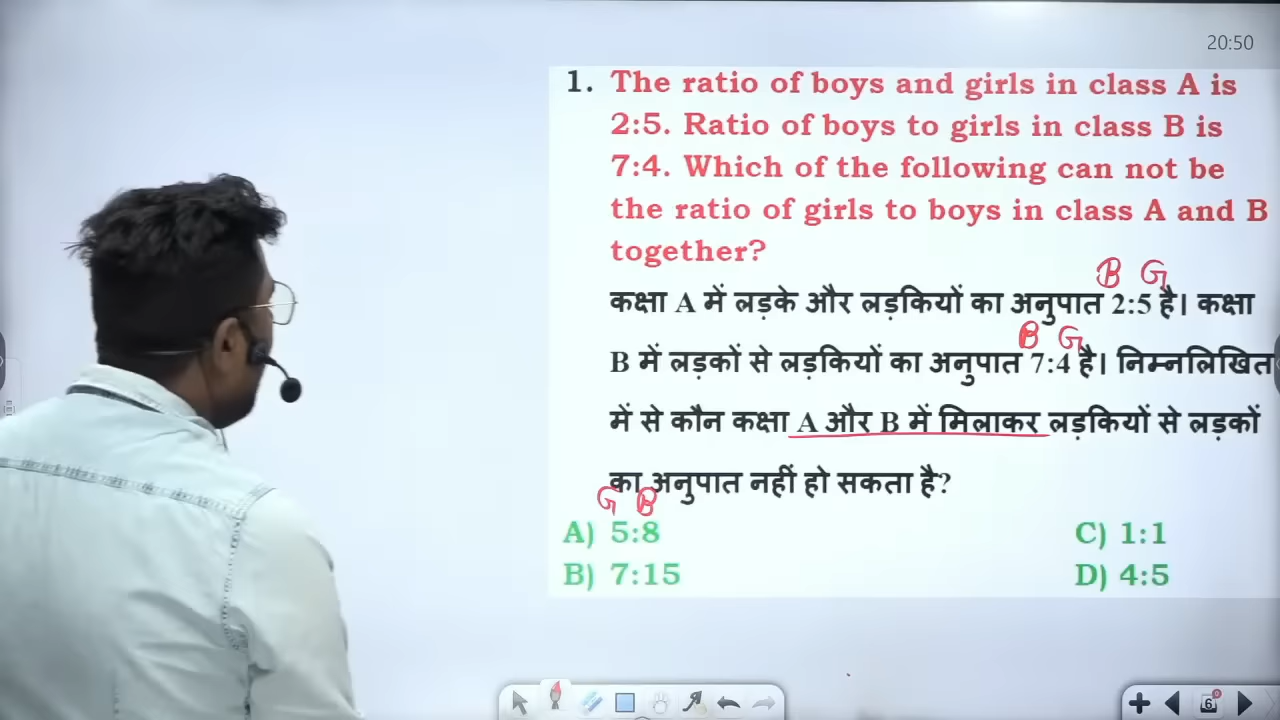 20:50
1. The ratio of boys and girls in class A is
2:5. Ratio of boys to girls in class B is
7:4. Which of the following can not be
the ratio of girls to boys in class A and B
together?
B G
कक्षा A में लड़के और लड़कियों का अनुपात 2:5 है। कक्षा
B G
B में लड़कों से लड़कियों का अनुपात 7:4 है। निम्नलिखित
में से कौन कक्षा A और B में मिलाकर लड़कियों से लड़कों
का अनुपात नहीं हो सकता है?
G B
A) 5:8 C) 1:1
B) 7:15 D) 4:5
6